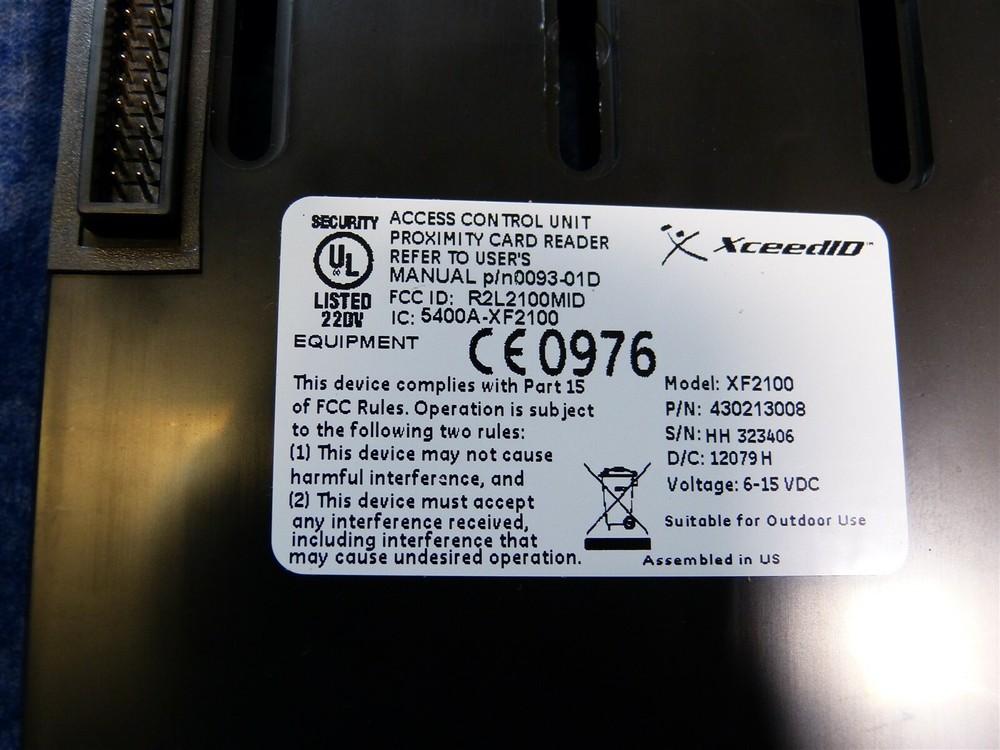 SECURITY
UL
LISTED
220V
EQUIPMENT
ACCESS CONTROL UNIT
PROXIMITY CARD READER
REFER TO USER'S
MANUAL p/n0093-01D
FCC ID: R2L2100MID
IC: 5400A-XF2100
XceedID™
CE0976
This device complies with Part 15
of FCC Rules. Operation is subject
to the following two rules:
(1) This device may not cause
harmful interference, and
(2) This device must accept
any interference received,
including interference that
may cause undesired operation.
Model: XF2100
P/N: 430213008
S/N: HH 323406
D/C: 12079H
Voltage: 6-15 VDC
Suitable for Outdoor Use
Assembled in US